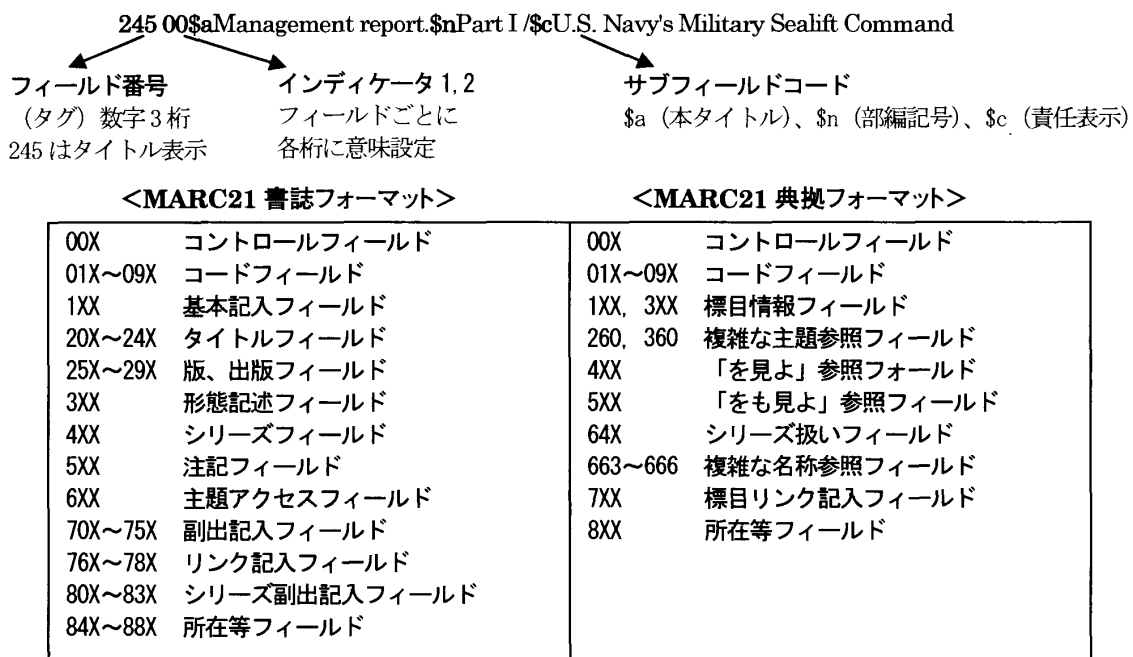 245 00$aManagement report.$nPart I /$cU.S. Navy's Military Sealift Command
フィールド番号
（タグ）数字3桁
245はタイトル表示
インディケータ1,2
フィールドごとに
各桁に意味設定
サブフィールドコード
$a（本タイトル）、$n（部編記号）、$c（責任表示）
＜MARC21 書誌フォーマット＞
00X コントロールフィールド
01X～09X コードフィールド
1XX 基本記入フィールド
20X～24X タイトルフィールド
25X～29X 版、出版フィールド
3XX 形態記述フィールド
4XX シリーズフィールド
5XX 注記フィールド
6XX 主題アクセスフィールド
70X～75X 副出記入フィールド
76X～78X リンク記入フィールド
80X～83X シリーズ副出記入フィールド
84X～88X 所在等フィールド
＜MARC21 典拠フォーマット＞
00X コントロールフィールド
01X～09X コードフィールド
1XX, 3XX 標目情報フィールド
260, 360 複雑な主題参照フィールド
4XX 「を見よ」参照フォールド
5XX 「をも見よ」参照フィールド
64X シリーズ扱いフィールド
663～666 複雑な名称参照フィールド
7XX 標目リンク記入フィールド
8XX 所在等フィールド